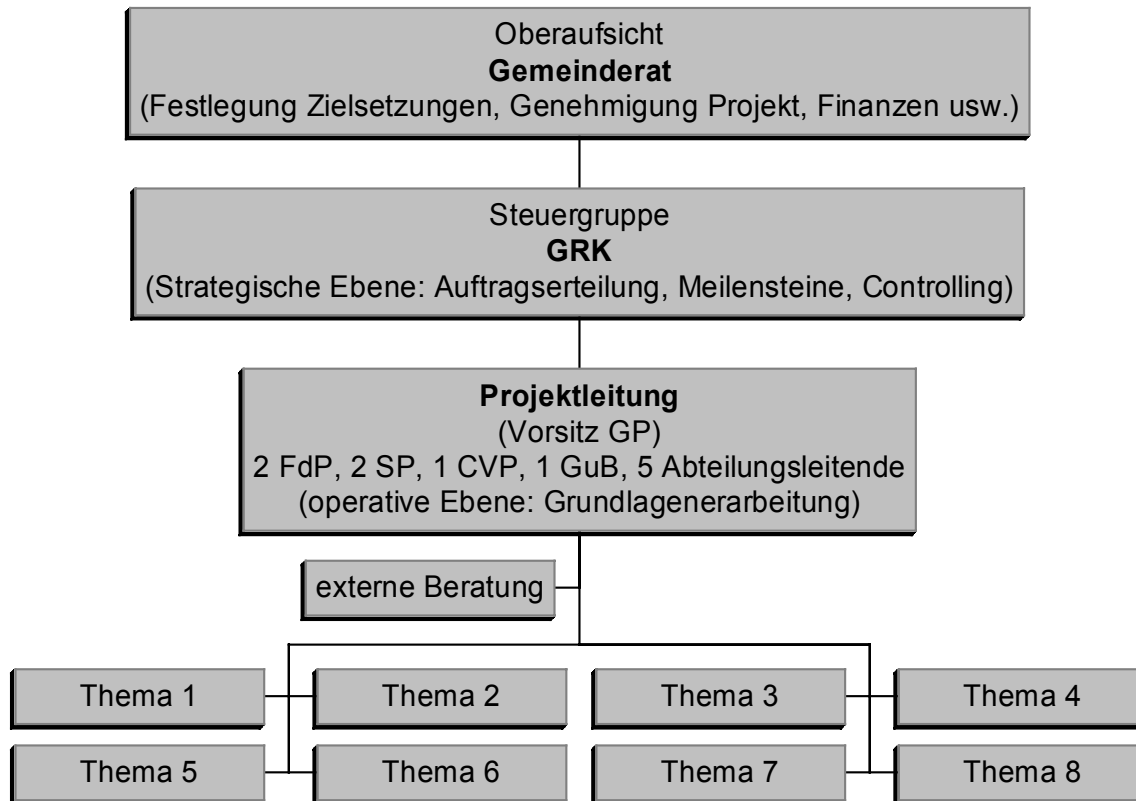 Oberaufsicht
Gemeinderat
(Festlegung Zielsetzungen, Genehmigung Projekt, Finanzen usw.)
Steuergruppe
GRK
(Strategische Ebene: Auftragserteilung, Meilensteine, Controlling)
Projektleitung
(Vorsitz GP)
2 FdP, 2 SP, 1 CVP, 1 GuB, 5 Abteilungsleitende
(operative Ebene: Grundlagenerarbeitung)
externe Beratung
Thema 1
Thema 2
Thema 3
Thema 4
Thema 5
Thema 6
Thema 7
Thema 8